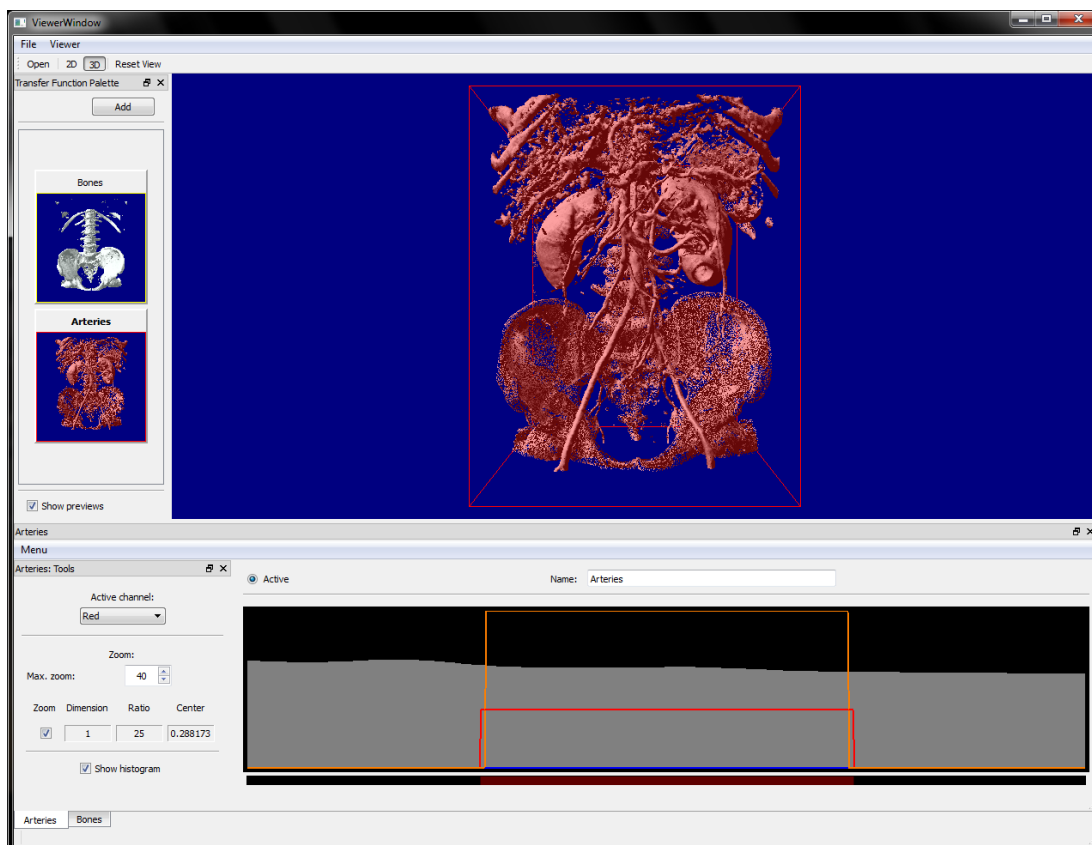 ViewerWindow
File Viewer
Open 2D 3D Reset View
Transfer Function Palette
Add
Bones
Arteries
Show previews
Arteries
Menu
Arteries: Tools
Active channel:
Red
Zoom:
Max. zoom: 40
Zoom Dimension Ratio Center
1 25 0.288173
Show histogram
Active Name: Arteries
Arteries Bones